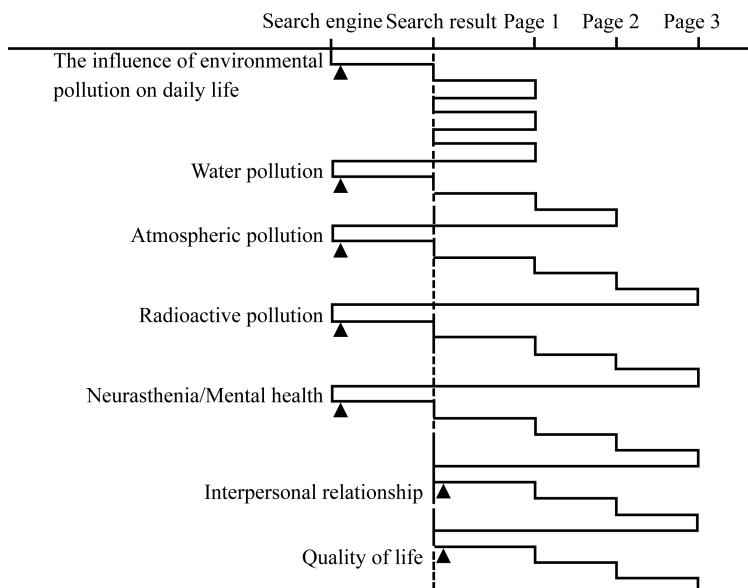 Search engine Search result Page 1 Page 2 Page 3
The influence of environmental
pollution on daily life
Water pollution
Atmospheric pollution
Radioactive pollution
Neurasthenia/Mental health
Interpersonal relationship
Quality of life